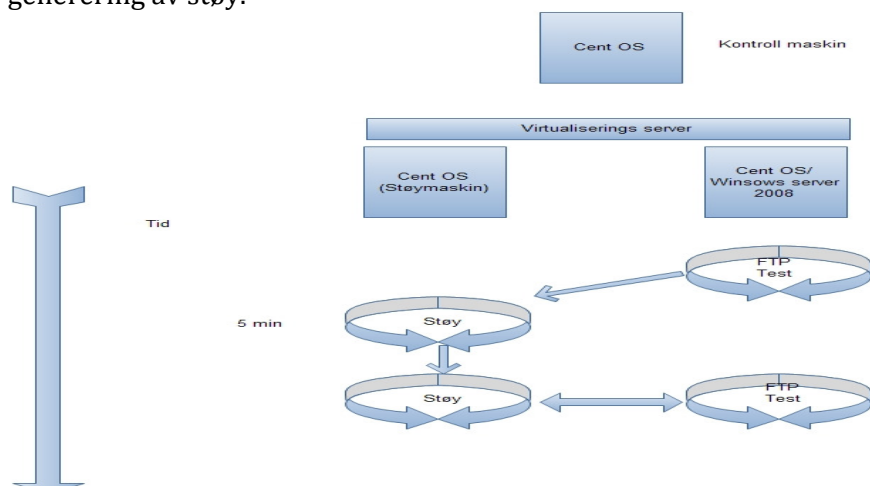 generering av støy.
Cent OS
Kontroll maskin
Virtualiserings server
Cent OS
(Støymaskin)
Cent OS/
Winsows server
2008
Tid
FTP
Test
5 min
Støy
Støy
FTP
Test